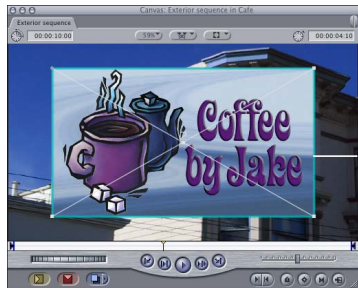 Canvas: Exterior sequence in Cafe
Exterior sequence
00:00:10:00
59%
00:00:04:10
Coffee
by Jake